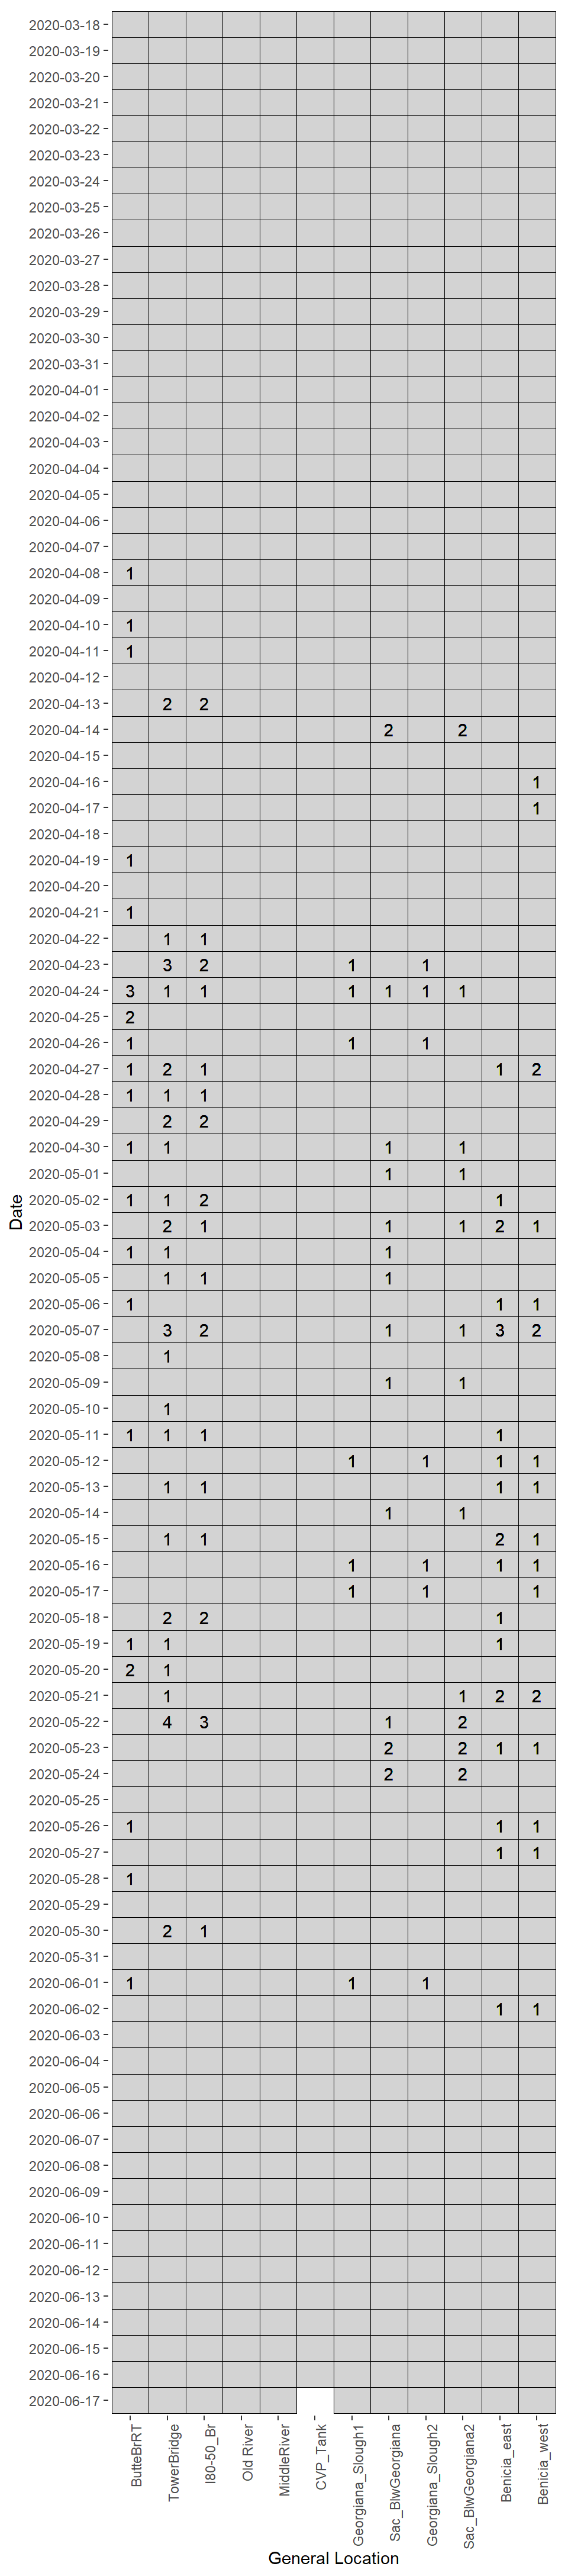 2020-03-18
2020-03-19
2020-03-20
2020-03-21
2020-03-22
2020-03-23
2020-03-24
2020-03-25
2020-03-26
2020-03-27
2020-03-28
2020-03-29
2020-03-30
2020-03-31
2020-04-01
2020-04-02
2020-04-03
2020-04-04
2020-04-05
2020-04-06
2020-04-07
2020-04-08 1
2020-04-09
2020-04-10 1
2020-04-11 1
2020-04-12
2020-04-13 2 2
2020-04-14 2 2
2020-04-15
2020-04-16 1
2020-04-17 1
2020-04-18
2020-04-19 1
2020-04-20
2020-04-21 1
2020-04-22 1 1
2020-04-23 3 2 1 1
2020-04-24 3 1 1 1 1 1 1
2020-04-25 2
2020-04-26 1 1 1
2020-04-27 1 2 1 1 2
2020-04-28 1 1 1
2020-04-29 2 2
2020-04-30 1 1 1 1
2020-05-01 1 1
2020-05-02 1 1 2 1
2020-05-03 2 1 1 1 2 1
2020-05-04 1 1 1
2020-05-05 1 1 1
2020-05-06 1 1 1
2020-05-07 3 2 1 1 3 2
2020-05-08 1
2020-05-09 1 1
2020-05-10 1
2020-05-11 1 1 1 1
2020-05-12 1 1 1 1
2020-05-13 1 1 1 1
2020-05-14 1 1
2020-05-15 1 1 2 1
2020-05-16 1 1 1 1
2020-05-17 1 1 1
2020-05-18 2 2 1
2020-05-19 1 1 1
2020-05-20 2 1
2020-05-21 1 1 2 2
2020-05-22 4 3 1 2
2020-05-23 2 2 1 1
2020-05-24 2 2
2020-05-25
2020-05-26 1 1 1
2020-05-27 1 1
2020-05-28 1
2020-05-29
2020-05-30 2 1
2020-05-31
2020-06-01 1 1 1
2020-06-02 1 1
2020-06-03
2020-06-04
2020-06-05
2020-06-06
2020-06-07
2020-06-08
2020-06-09
2020-06-10
2020-06-11
2020-06-12
2020-06-13
2020-06-14
2020-06-15
2020-06-16
2020-06-17
Date
ButteBrRT
TowerBridge
I80-50_Br
Old River
MiddleRiver
CVP_Tank
Georgiana_Slough1
Sac_BlwGeorgiana
Georgiana_Slough2
Sac_BlwGeorgiana2
Benicia_east
Benicia_west
General Location